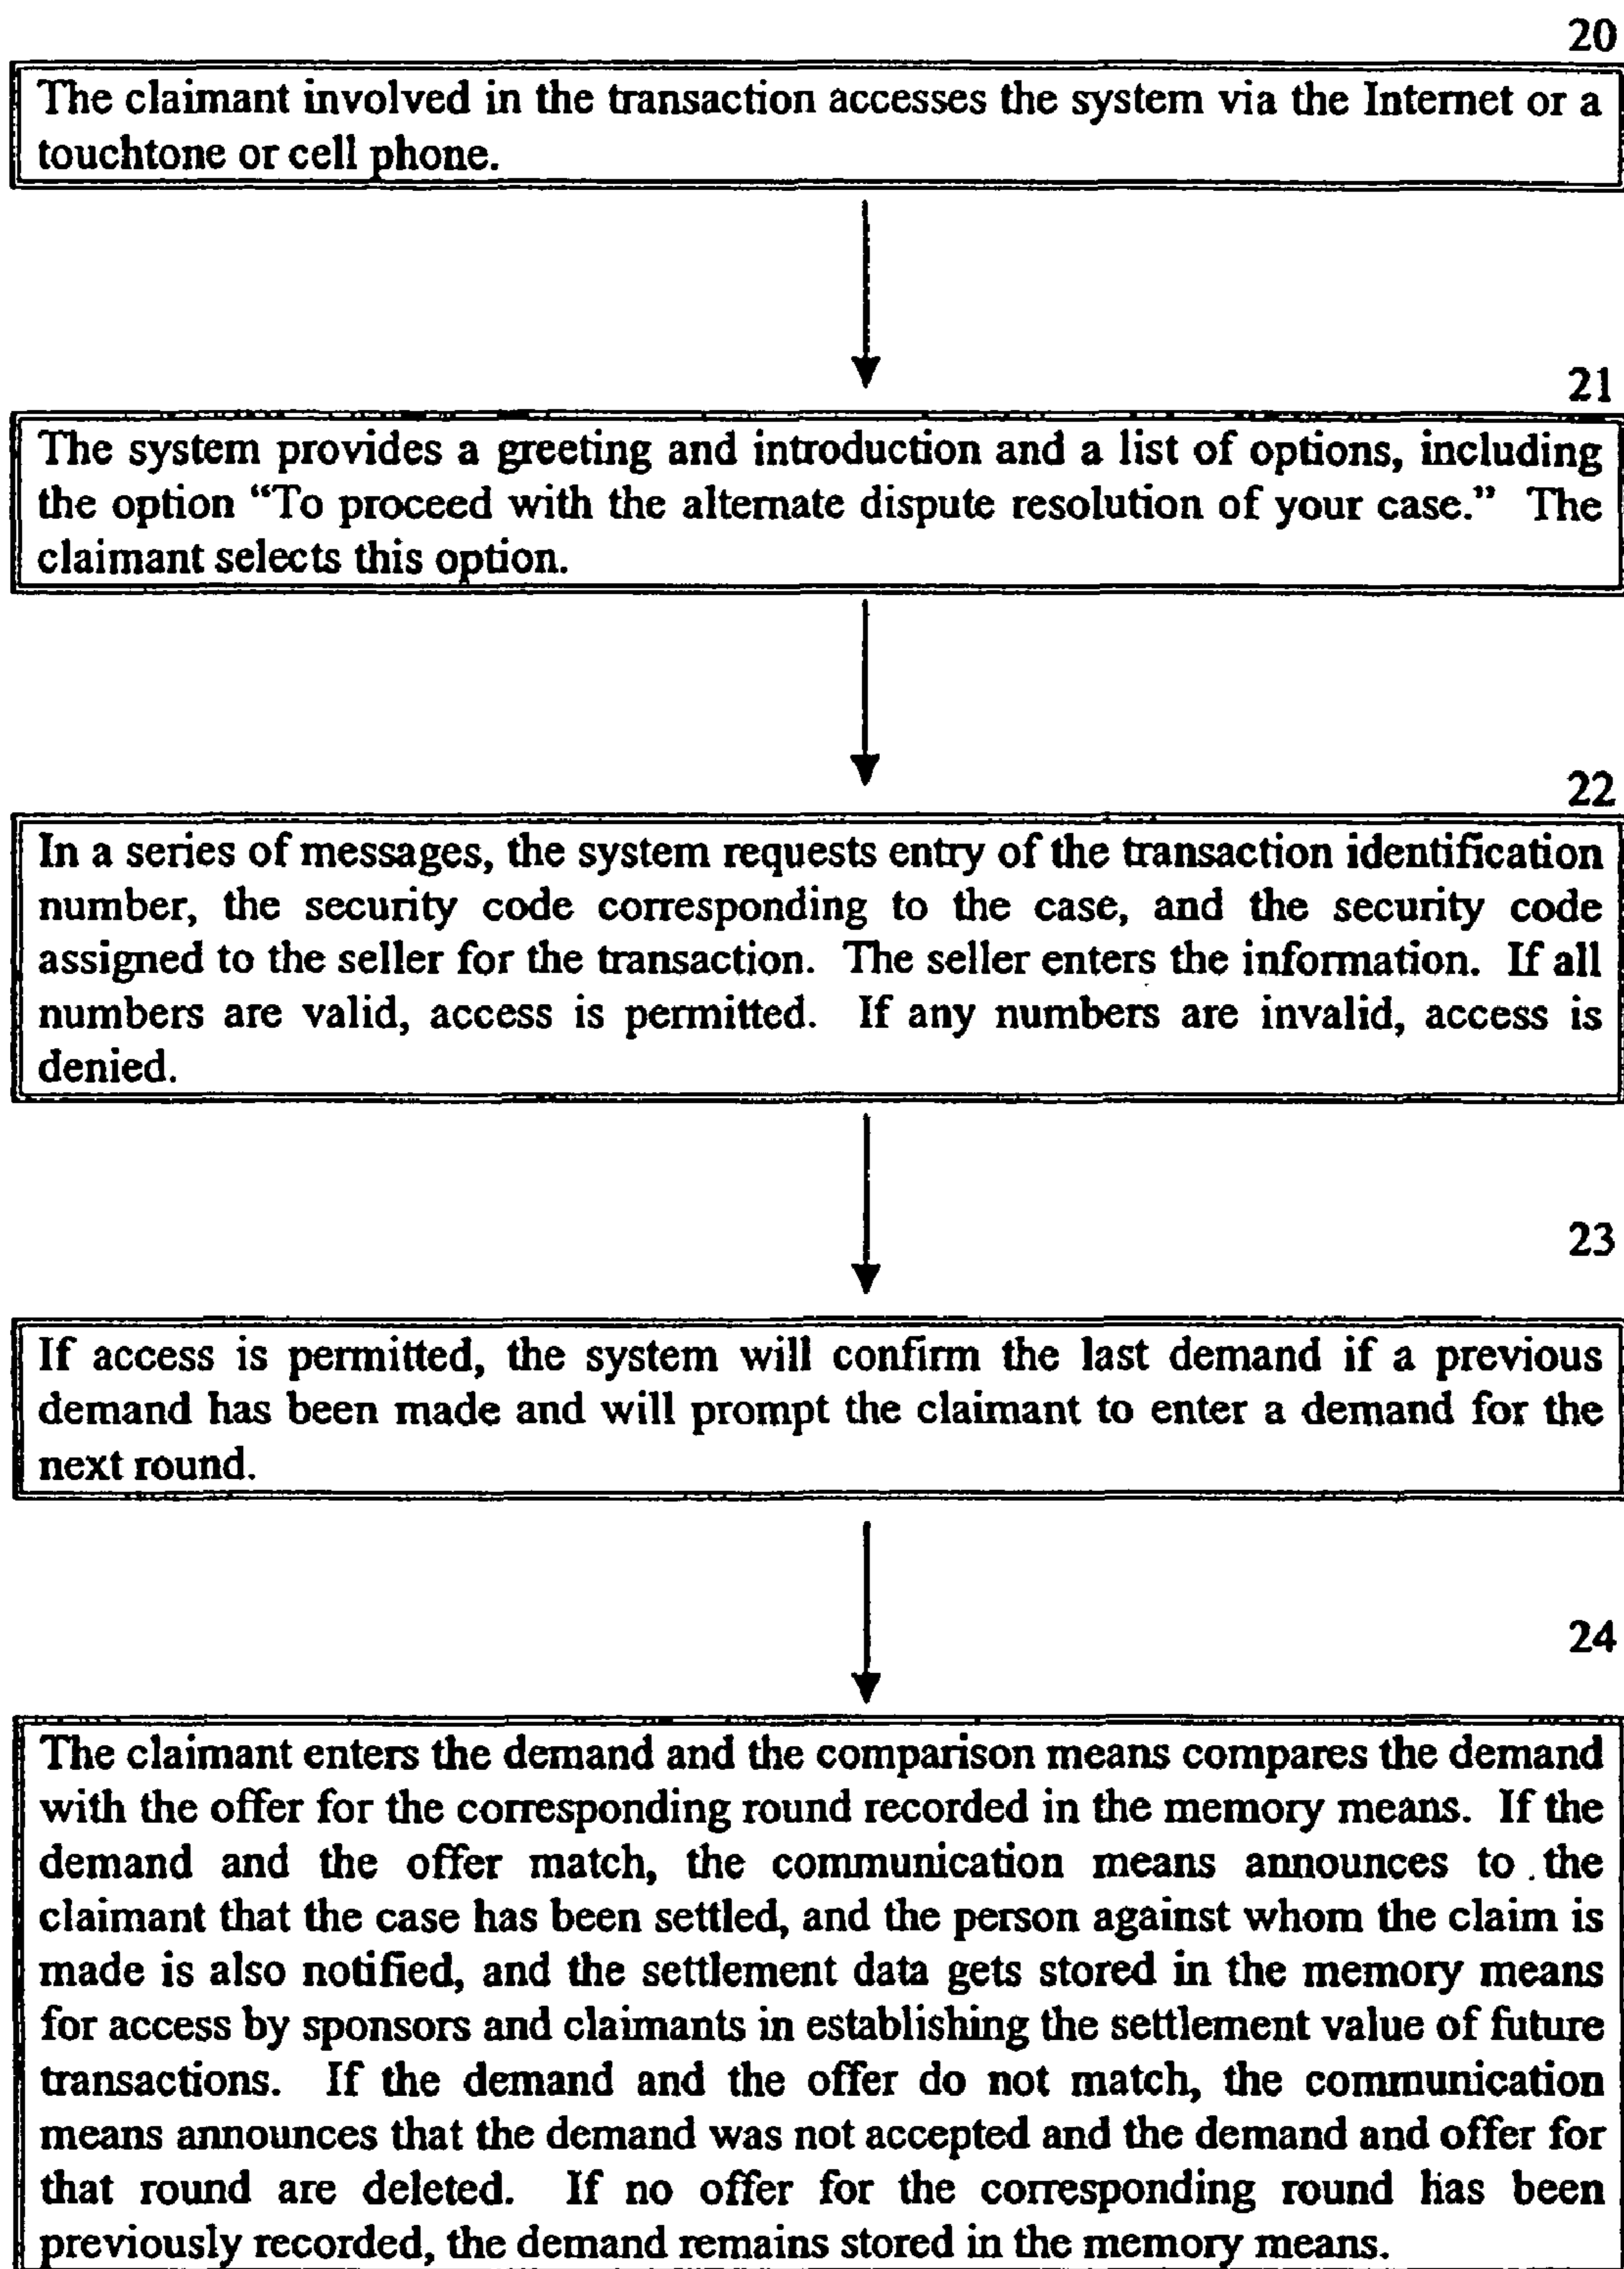 20
The claimant involved in the transaction accesses the system via the Internet or a
touchtone or cell phone.
21
The system provides a greeting and introduction and a list of options, including
the option “To proceed with the alternate dispute resolution of your case.” The
claimant selects this option.
22
In a series of messages, the system requests entry of the transaction identification
number, the security code corresponding to the case, and the security code
assigned to the seller for the transaction. The seller enters the information. If all
numbers are valid, access is permitted. If any numbers are invalid, access is
denied.
23
If access is permitted, the system will confirm the last demand if a previous
demand has been made and will prompt the claimant to enter a demand for the
next round.
24
The claimant enters the demand and the comparison means compares the demand
with the offer for the corresponding round recorded in the memory means. If the
demand and the offer match, the communication means announces to the
claimant that the case has been settled, and the person against whom the claim is
made is also notified, and the settlement data gets stored in the memory means
for access by sponsors and claimants in establishing the settlement value of future
transactions. If the demand and the offer do not match, the communication
means announces that the demand was not accepted and the demand and offer for
that round are deleted. If no offer for the corresponding round has been
previously recorded, the demand remains stored in the memory means.